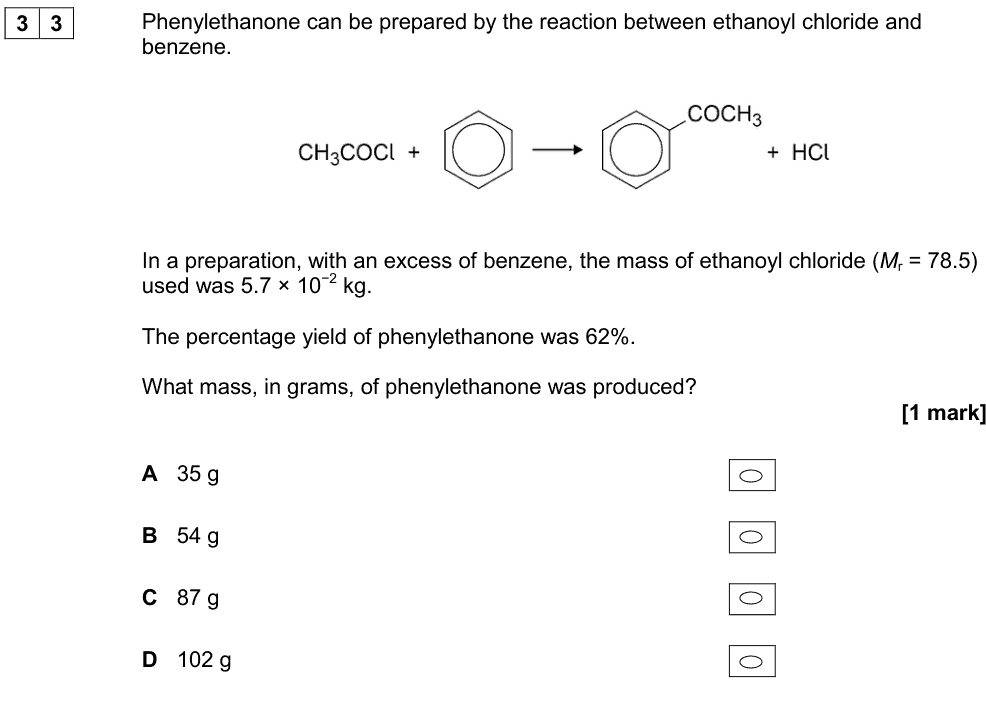 3 3 Phenylethanone can be prepared by the reaction between ethanoyl chloride and
benzene.
COCH₃
CH₃COCl + + HCl
In a preparation, with an excess of benzene, the mass of ethanoyl chloride (Mᵣ = 78.5)
used was 5.7 × 10⁻² kg.
The percentage yield of phenylethanone was 62%.
What mass, in grams, of phenylethanone was produced?
[1 mark]
A 35 g
B 54 g
C 87 g
D 102 g